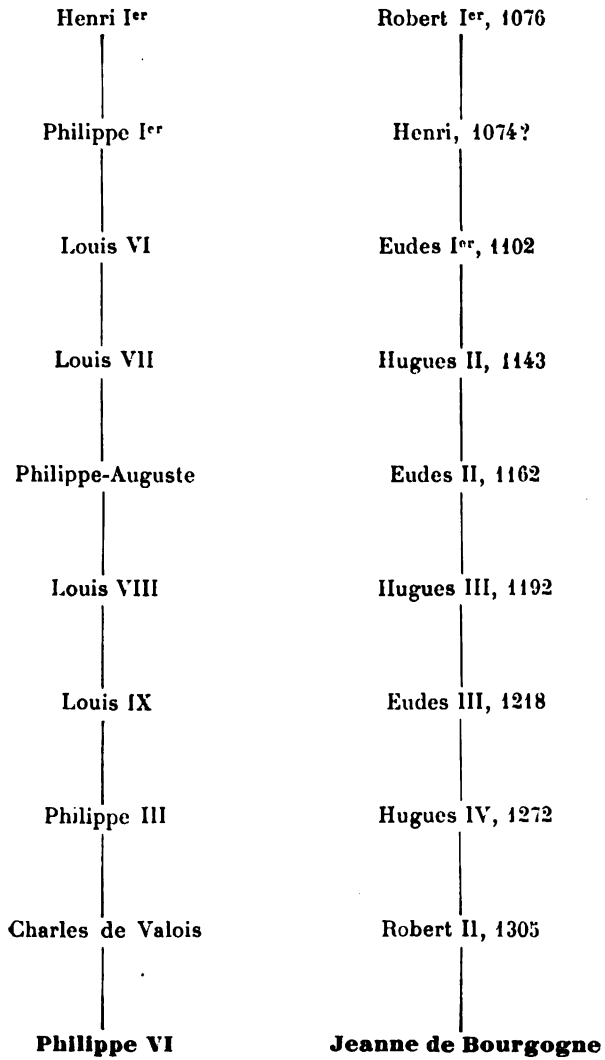 Henri Ier Robert Ier, 1076
Philippe Ier Henri, 1074?
Louis VI Eudes Ier, 1102
Louis VII Hugues II, 1143
Philippe-Auguste Eudes II, 1162
Louis VIII Hugues III, 1192
Louis IX Eudes III, 1218
Philippe III Hugues IV, 1272
Charles de Valois Robert II, 1305
Philippe VI Jeanne de Bourgogne